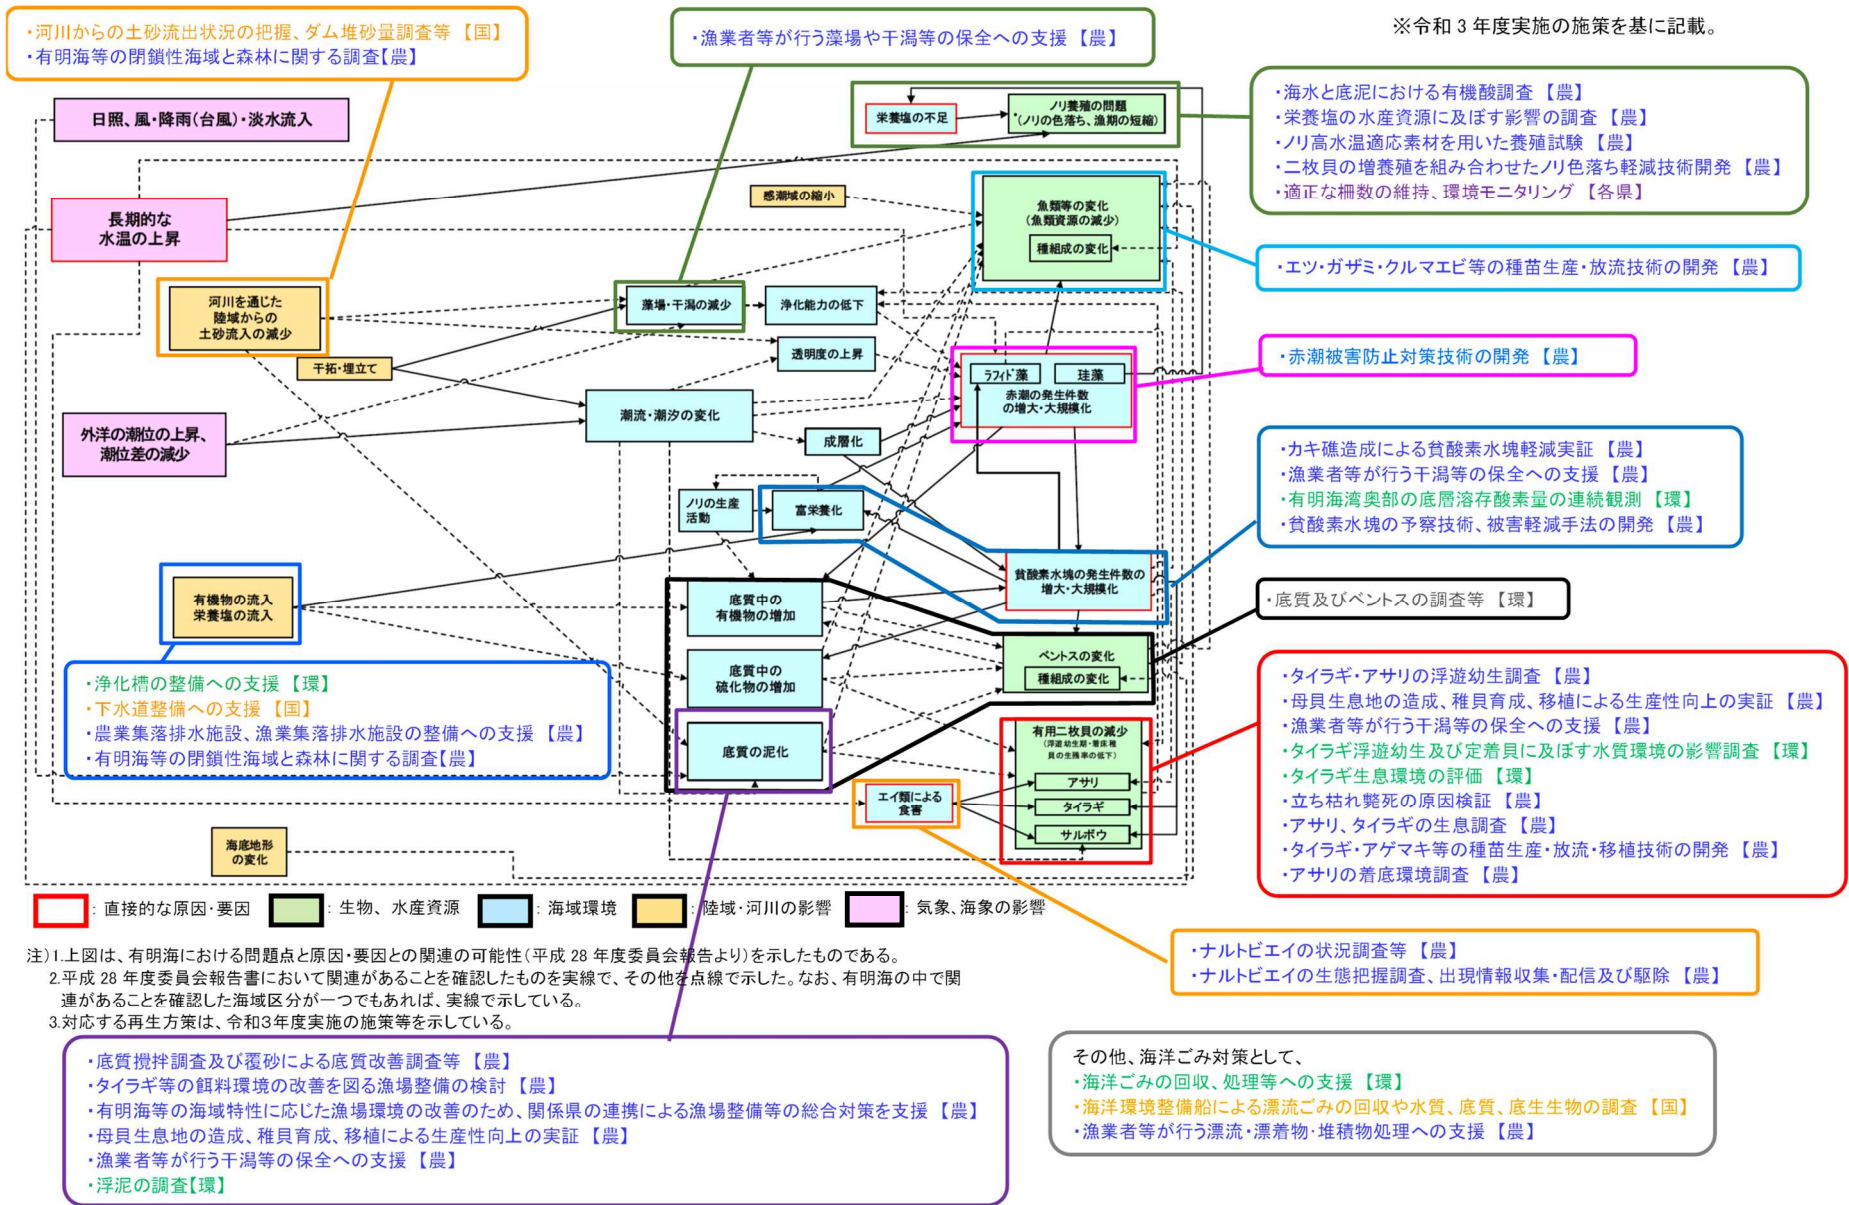 ・河川からの土砂流出状況の把握、ダム堆砂量調査等 【国】
・有明海等の閉鎖性海域と森林に関する調査【農】
・漁業者等が行う藻場や干潟等の保全への支援 【農】
※令和３年度実施の施策を基に記載。
・海水と底泥における有機酸調査 【農】
・栄養塩の水産資源に及ぼす影響の調査 【農】
・ノリ高水温適応素材を用いた養殖試験 【農】
・二枚貝の増養殖を組み合わせたノリ色落ち軽減技術開発 【農】
・適正な柵数の維持、環境モニタリング 【各県】
日照、風・降雨(台風)・淡水流入
栄養塩の不足
ノリ養殖の問題
(ノリの色落ち、漁期の短縮)
長期的な
水温の上昇
感潮域の縮小
魚類等の変化
(魚類資源の減少)
種組成の変化
・エツ・ガザミ・クルマエビ等の種苗生産・放流技術の開発 【農】
河川を通じた
陸域からの
土砂流入の減少
藻場・干潟の減少
浄化能力の低下
干拓・埋立て
透明度の上昇
ラフィド藻
珪藻
赤潮の発生件数
の増大・大規模化
・赤潮被害防止対策技術の開発 【農】
外洋の潮位の上昇、
潮位差の減少
潮流・潮汐の変化
成層化
・カキ礁造成による貧酸素水塊軽減実証 【農】
・漁業者等が行う干潟等の保全への支援 【農】
・有明海湾奥部の底層溶存酸素量の連続観測 【環】
・貧酸素水塊の予察技術、被害軽減手法の開発 【農】
ノリの生産
活動
富栄養化
貧酸素水塊の発生件数の
増大・大規模化
有機物の流入
栄養塩の流入
底質中の
有機物の増加
・底質及びベントスの調査等 【環】
ベントスの変化
種組成の変化
底質中の
硫化物の増加
・浄化槽の整備への支援 【環】
・下水道整備への支援 【国】
・農業集落排水施設、漁業集落排水施設の整備への支援 【農】
・有明海等の閉鎖性海域と森林に関する調査【農】
底質の泥化
有用二枚貝の減少
(浮遊幼生期・着床稚
貝の生残率の低下)
アサリ
タイラギ
サルボウ
エイ類による
食害
・タイラギ・アサリの浮遊幼生調査 【農】
・母貝生息地の造成、稚貝育成、移植による生産性向上の実証 【農】
・漁業者等が行う干潟等の保全への支援 【農】
・タイラギ浮遊幼生及び定着貝に及ぼす水質環境の影響調査 【環】
・タイラギ生息環境の評価 【環】
・立ち枯れ斃死の原因検証 【農】
・アサリ、タイラギの生息調査 【農】
・タイラギ・アゲマキ等の種苗生産・放流・移植技術の開発 【農】
・アサリの着底環境調査 【農】
海底地形
の変化
：直接的な原因・要因
：生物、水産資源
：海域環境
：陸域・河川の影響
：気象、海象の影響
注）1.上図は、有明海における問題点と原因・要因との関連の可能性（平成 28 年度委員会報告より）を示したものである。
2.平成 28 年度委員会報告書において関連があることを確認したものを実線で、その他を点線で示した。なお、有明海の中で関
連があることを確認した海域区分が一つでもあれば、実線で示している。
3.対応する再生方策は、令和３年度実施の施策等を示している。
・ナルトビエイの状況調査等 【農】
・ナルトビエイの生態把握調査、出現情報収集・配信及び駆除 【農】
・底質攪拌調査及び覆砂による底質改善調査等 【農】
・タイラギ等の餌料環境の改善を図る漁場整備の検討 【農】
・有明海等の海域特性に応じた漁場環境の改善のため、関係県の連携による漁場整備等の総合対策を支援 【農】
・母貝生息地の造成、稚貝育成、移植による生産性向上の実証 【農】
・漁業者等が行う干潟等の保全への支援 【農】
・浮泥の調査【環】
その他、海洋ごみ対策として、
・海洋ごみの回収、処理等への支援 【環】
・海洋環境整備船による漂流ごみの回収や水質、底質、底生生物の調査 【国】
・漁業者等が行う漂流・漂着物・堆積物処理への支援 【農】